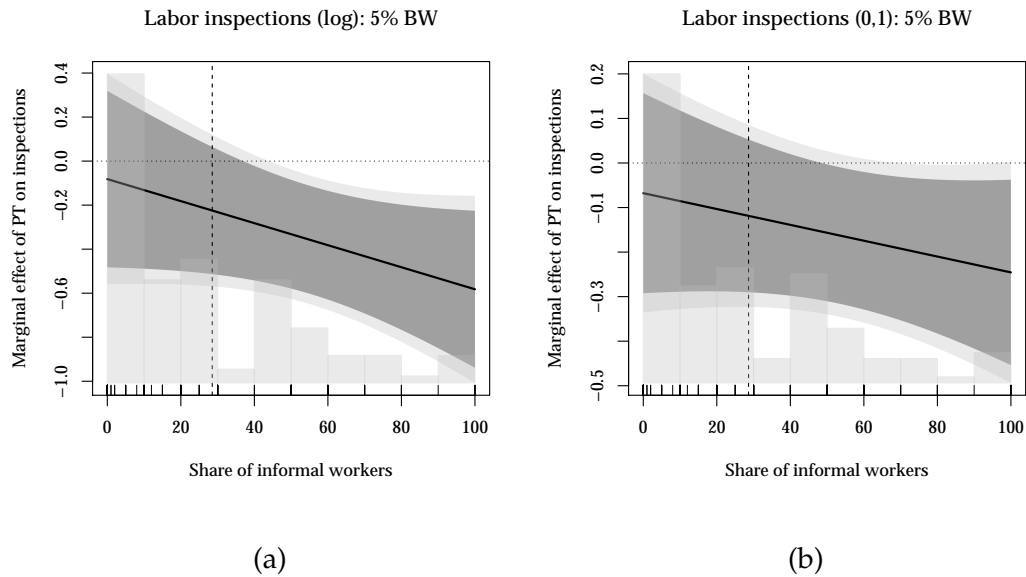 Labor inspections (log): 5% BW
Marginal effect of PT on inspections
0.4
0.2
0.0
−0.2
−0.6
−1.0
0 20 40 60 80 100
Share of informal workers
(a)
Labor inspections (0,1): 5% BW
Marginal effect of PT on inspections
0.2
0.1
0.0
−0.1
−0.3
−0.5
0 20 40 60 80 100
Share of informal workers
(b)